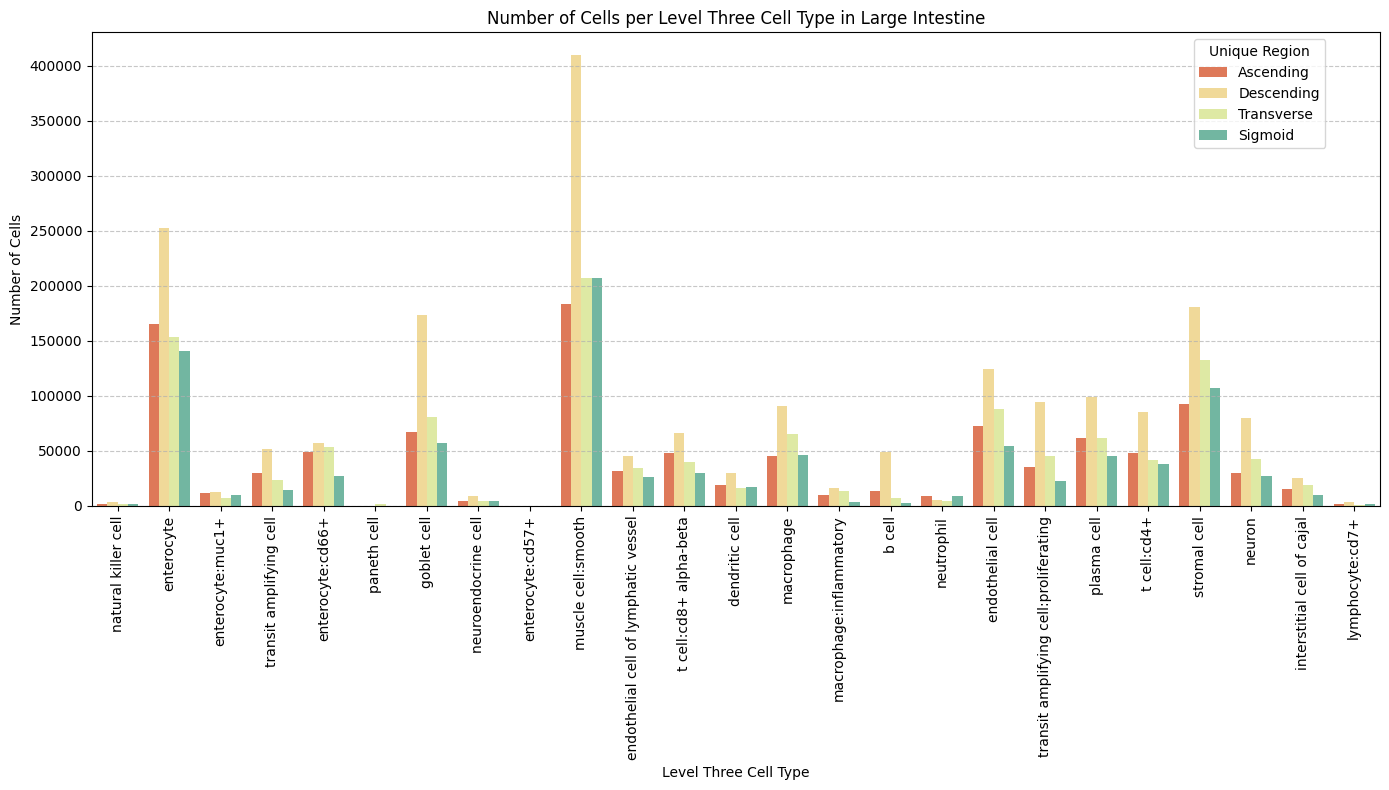 Number of Cells per Level Three Cell Type in Large Intestine
Unique Region
Ascending
Descending
Transverse
Sigmoid
Number of Cells
400000
350000
300000
250000
200000
150000
100000
50000
0
natural killer cell
enterocyte
enterocyte:muc1+
transit amplifying cell
enterocyte:cd66+
paneth cell
goblet cell
neuroendocrine cell
enterocyte:cd57+
muscle cell:smooth
endothelial cell of lymphatic vessel
t cell:cd8+ alpha-beta
dendritic cell
macrophage
macrophage:inflammatory
b cell
neutrophil
endothelial cell
transit amplifying cell:proliferating
plasma cell
t cell:cd4+
stromal cell
neuron
interstitial cell of cajal
lymphocyte:cd7+
Level Three Cell Type